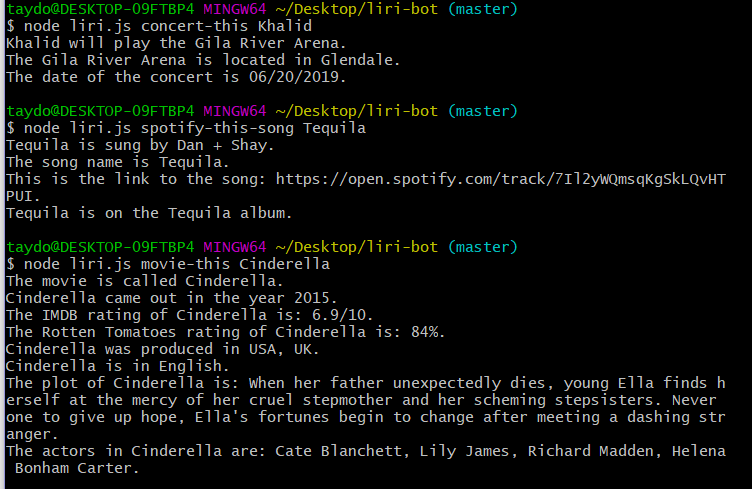 taydo@DESKTOP-09FTBP4 MINGW64 ~/Desktop/liri-bot (master)
$ node liri.js concert-this Khalid
Khalid will play the Gila River Arena.
The Gila River Arena is located in Glendale.
The date of the concert is 06/20/2019.
taydo@DESKTOP-09FTBP4 MINGW64 ~/Desktop/liri-bot (master)
$ node liri.js spotify-this-song Tequila
Tequila is sung by Dan + Shay.
The song name is Tequila.
This is the link to the song: https://open.spotify.com/track/7Il2yWQmsqKgSkLQvHT
PUI.
Tequila is on the Tequila album.
taydo@DESKTOP-09FTBP4 MINGW64 ~/Desktop/liri-bot (master)
$ node liri.js movie-this Cinderella
The movie is called Cinderella.
Cinderella came out in the year 2015.
The IMDB rating of Cinderella is: 6.9/10.
The Rotten Tomatoes rating of Cinderella is: 84%.
Cinderella was produced in USA, UK.
Cinderella is in English.
The plot of Cinderella is: When her father unexpectedly dies, young Ella finds h
erself at the mercy of her cruel stepmother and her scheming stepsisters. Never
one to give up hope, Ella's fortunes begin to change after meeting a dashing str
anger.
The actors in Cinderella are: Cate Blanchett, Lily James, Richard Madden, Helena
 Bonham Carter.